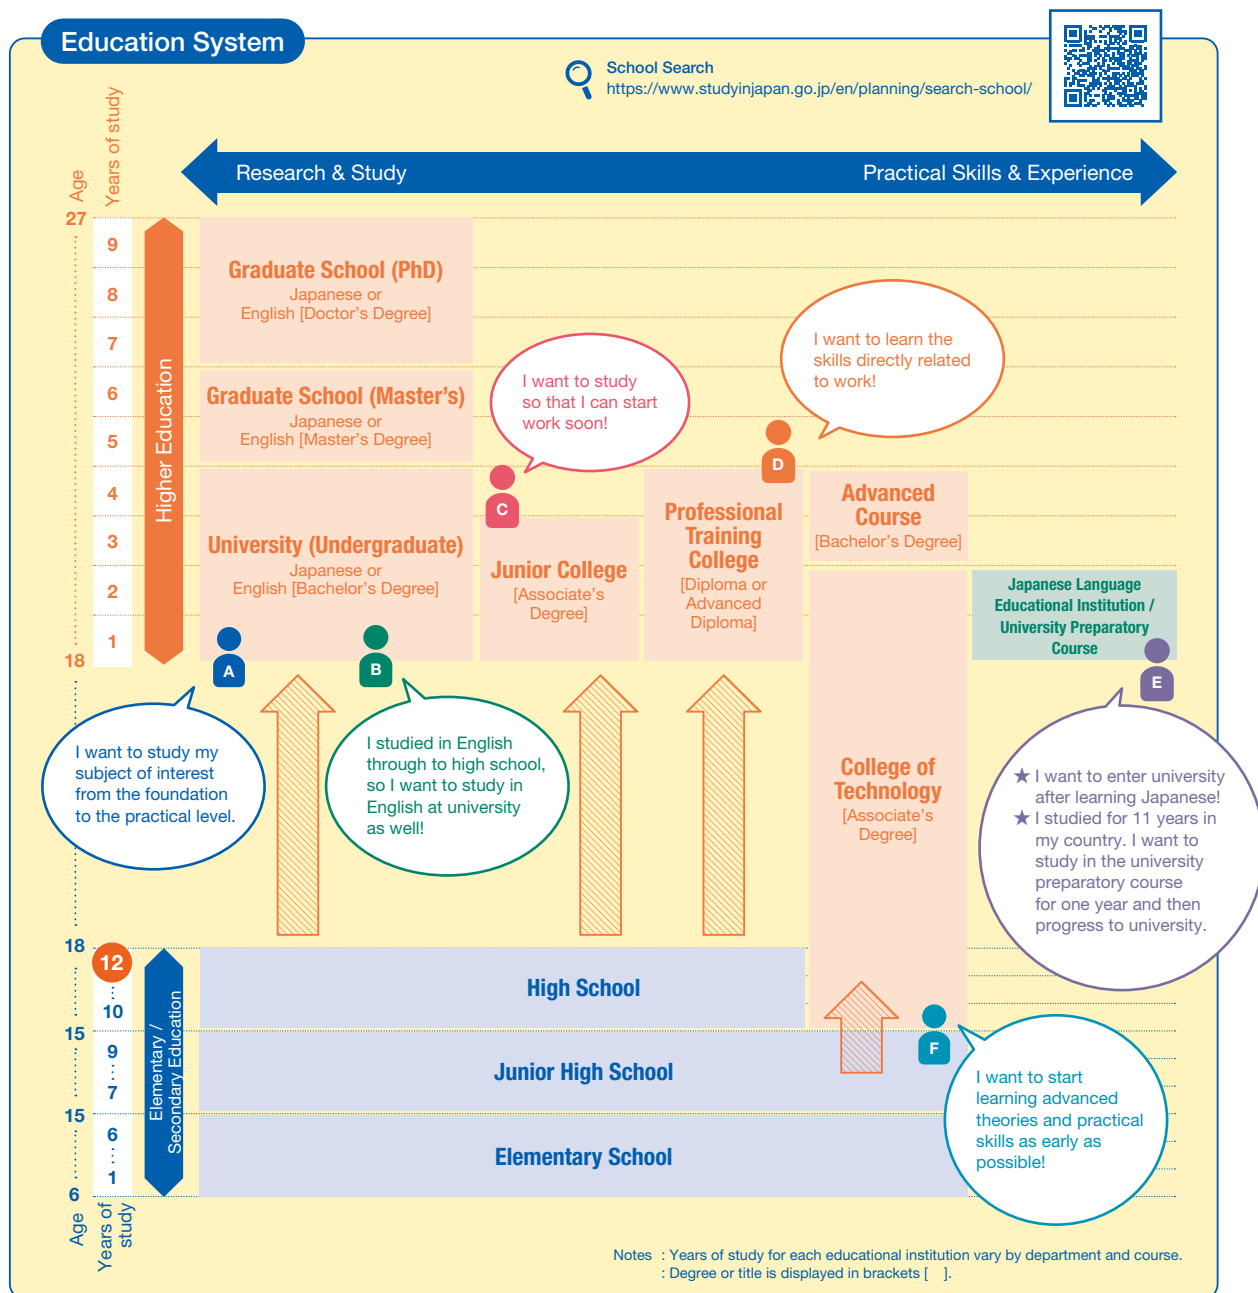 Education System
School Search
https://www.studyinjapan.go.jp/en/planning/search-school/
Age
Years of study
Research & Study
Practical Skills & Experience
27
9
8
7
6
5
4
3
2
1
18
Higher Education
Graduate School (PhD)
Japanese or
English [Doctor's Degree]
Graduate School (Master's)
Japanese or
English [Master's Degree]
University (Undergraduate)
Japanese or
English [Bachelor's Degree]
I want to study
so that I can start
work soon!
C
Junior College
[Associate's
Degree]
I want to learn the
skills directly related
to work!
D
Professional
Training
College
[Diploma or
Advanced
Diploma]
Advanced
Course
[Bachelor's Degree]
Japanese Language
Educational Institution /
University Preparatory
Course
A
I want to study my
subject of interest
from the foundation
to the practical level.
B
I studied in English
through to high school,
so I want to study in
English at university
as well!
College of
Technology
[Associate's
Degree]
E
★ I want to enter university
after learning Japanese!
★ I studied for 11 years in
my country. I want to
study in the university
preparatory course
for one year and then
progress to university.
18
12
10
15
9
7
15
6
1
6
Age
Years of
study
Elementary /
Secondary Education
High School
Junior High School
Elementary School
F
I want to start
learning advanced
theories and practical
skills as early as
possible!
Notes : Years of study for each educational institution vary by department and course.
: Degree or title is displayed in brackets [ ].